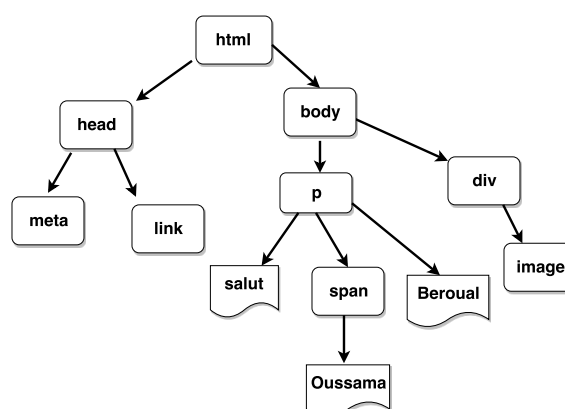 html
head
body
meta
link
p
div
salut
span
Beroual
image
Oussama